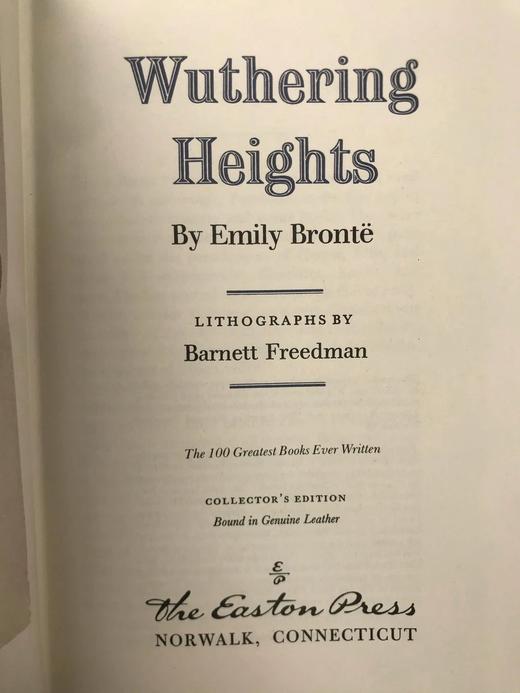 Wuthering
Heights
By Emily Brontë
LITHOGRAPHS BY
Barnett Freedman
The 100 Greatest Books Ever Written
COLLECTOR'S EDITION
Bound in Genuine Leather
E
P
The Easton Press
NORWALK, CONNECTICUT